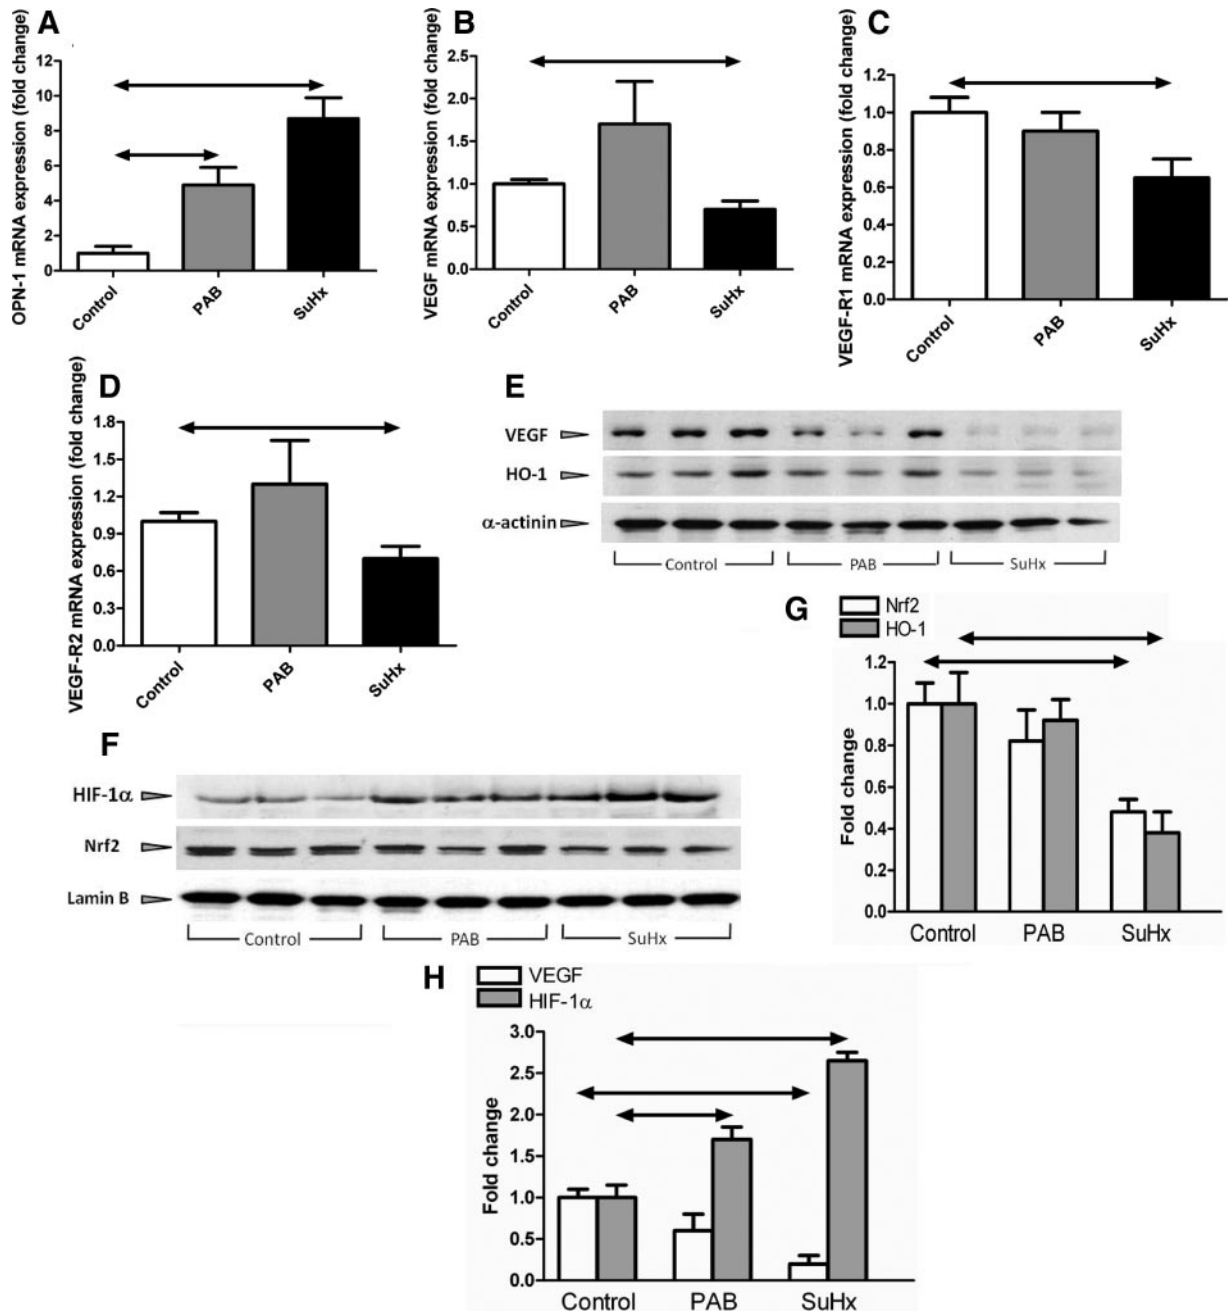 A
OPN-1 mRNA expression (fold change)
12
10
8
6
4
2
0
Control
PAB
SuHx
B
VEGF mRNA expression (fold change)
2.5
2.0
1.5
1.0
0.5
0.0
Control
PAB
SuHx
C
VEGF-R1 mRNA expression (fold change)
1.2
1.0
0.8
0.6
0.4
0.2
0.0
Control
PAB
SuHx
D
VEGF-R2 mRNA expression (fold change)
1.8
1.5
1.2
0.9
0.6
0.3
0.0
Control
PAB
SuHx
E
VEGF
HO-1
α-actinin
Control
PAB
SuHx
F
HIF-1α
Nrf2
Lamin B
Control
PAB
SuHx
G
Nrf2
HO-1
Fold change
1.2
1.0
0.8
0.6
0.4
0.2
0.0
Control
PAB
SuHx
H
VEGF
HIF-1α
Fold change
3.0
2.5
2.0
1.5
1.0
0.5
0.0
Control
PAB
SuHx